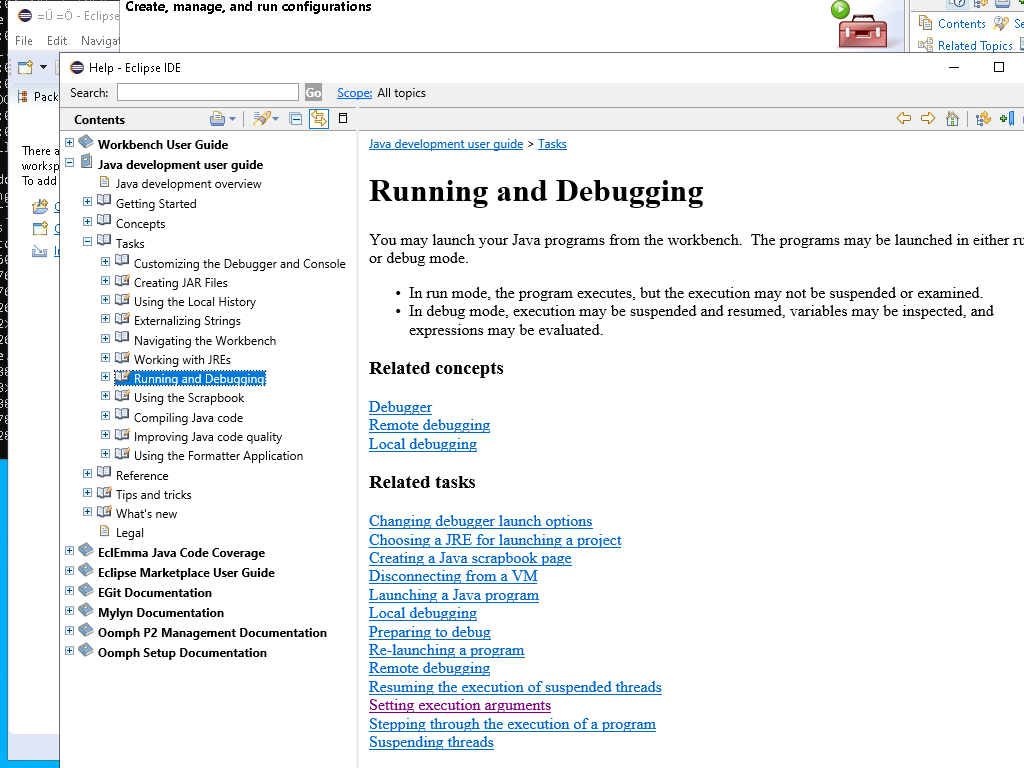 Create, manage, and run configurations
=Ü =Ö - Eclipse
File Edit Navigat
Contents
Related Topics
Pack
There a
worksp
To add
Help - Eclipse IDE
Search:
Go
Scope: All topics
Contents
Workbench User Guide
Java development user guide
Java development overview
Getting Started
Concepts
Tasks
Customizing the Debugger and Console
Creating JAR Files
Using the Local History
Externalizing Strings
Navigating the Workbench
Working with JREs
Running and Debugging
Using the Scrapbook
Compiling Java code
Improving Java code quality
Using the Formatter Application
Reference
Tips and tricks
What's new
Legal
EclEmma Java Code Coverage
Eclipse Marketplace User Guide
EGit Documentation
Mylyn Documentation
Oomph P2 Management Documentation
Oomph Setup Documentation
Java development user guide > Tasks
Running and Debugging
You may launch your Java programs from the workbench. The programs may be launched in either ru
or debug mode.
• In run mode, the program executes, but the execution may not be suspended or examined.
• In debug mode, execution may be suspended and resumed, variables may be inspected, and
expressions may be evaluated.
Related concepts
Debugger
Remote debugging
Local debugging
Related tasks
Changing debugger launch options
Choosing a JRE for launching a project
Creating a Java scrapbook page
Disconnecting from a VM
Launching a Java program
Local debugging
Preparing to debug
Re-launching a program
Remote debugging
Resuming the execution of suspended threads
Setting execution arguments
Stepping through the execution of a program
Suspending threads